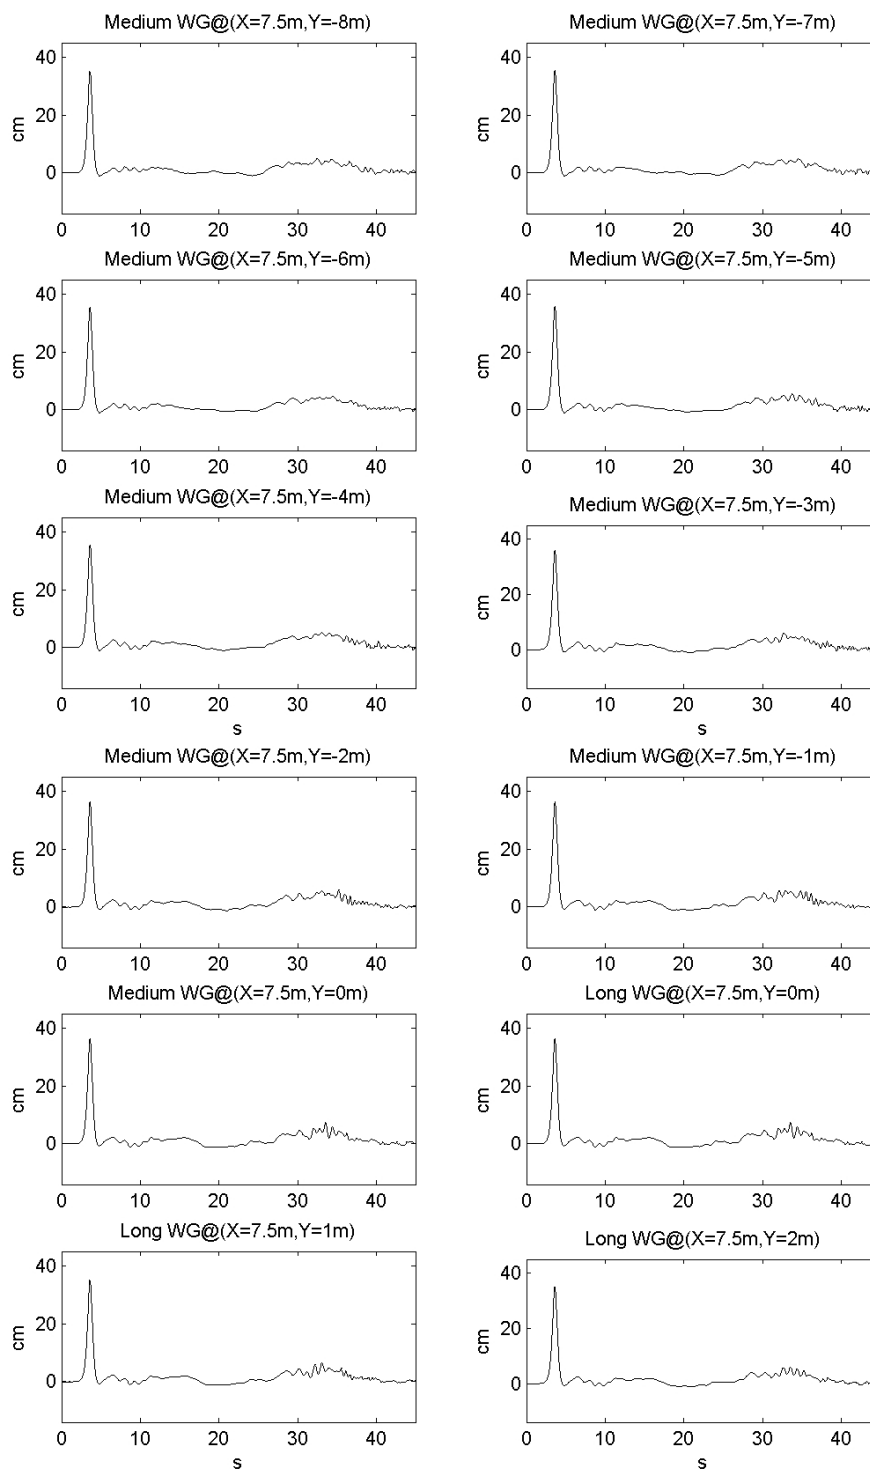 Medium WG@(X=7.5m,Y=-8m)
40
20
0
cm
0 10 20 30 40
Medium WG@(X=7.5m,Y=-7m)
40
20
0
cm
0 10 20 30 40
Medium WG@(X=7.5m,Y=-6m)
40
20
0
cm
0 10 20 30 40
Medium WG@(X=7.5m,Y=-5m)
40
20
0
cm
0 10 20 30 40
Medium WG@(X=7.5m,Y=-4m)
40
20
0
cm
0 10 20 30 40
s
Medium WG@(X=7.5m,Y=-3m)
40
20
0
cm
0 10 20 30 40
s
Medium WG@(X=7.5m,Y=-2m)
40
20
0
cm
0 10 20 30 40
Medium WG@(X=7.5m,Y=-1m)
40
20
0
cm
0 10 20 30 40
Medium WG@(X=7.5m,Y=0m)
40
20
0
cm
0 10 20 30 40
Long WG@(X=7.5m,Y=0m)
40
20
0
cm
0 10 20 30 40
Long WG@(X=7.5m,Y=1m)
40
20
0
cm
0 10 20 30 40
s
Long WG@(X=7.5m,Y=2m)
40
20
0
cm
0 10 20 30 40
s